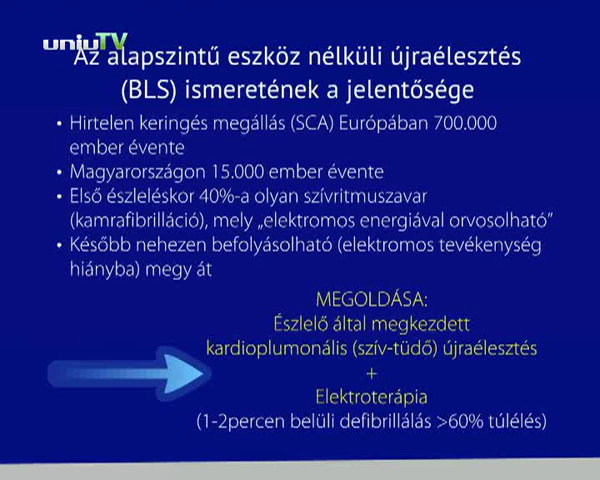 uniuTV
Az alapszintű eszköz nélküli újraélesztés
(BLS) ismeretének a jelentősége
• Hirtelen keringés megállás (SCA) Európában 700.000
ember évente
• Magyarországon 15.000 ember évente
• Első észleléskor 40%-a olyan szívritmuszavar
(kamrafibrilláció), mely „elektromos energiával orvosolható”
• Később nehezen befolyásolható (elektromos tevékenység
hiányba) megy át
MEGOLDÁSA:
Észlelő által megkezdett
kardioplumonális (szív-tüdő) újraélesztés
+
Elektroterápia
(1-2percen belüli defibrillálás >60% túlélés)